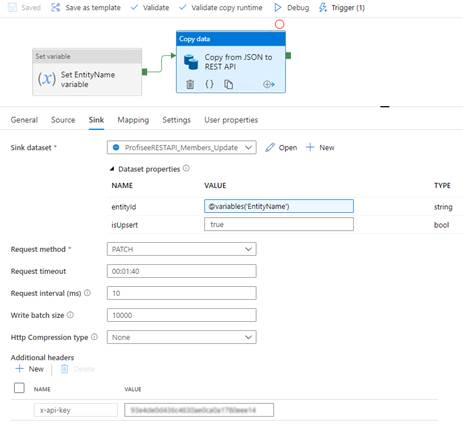 Saved Save as template Validate Validate copy runtime Debug Trigger (1)
Set variable
(x) Set EntityName
variable
Copy data
Copy from JSON to
REST API
General Source Sink Mapping Settings User properties
Sink dataset * ProfiseeRESTAPI_Members_Update Open New
Dataset properties
NAME VALUE TYPE
entityId @variables('EntityName') string
isUpsert true bool
Request method * PATCH
Request timeout 00:01:40
Request interval (ms) 10
Write batch size 10000
Http Compression type None
Additional headers
New Delete
NAME VALUE
x-api-key